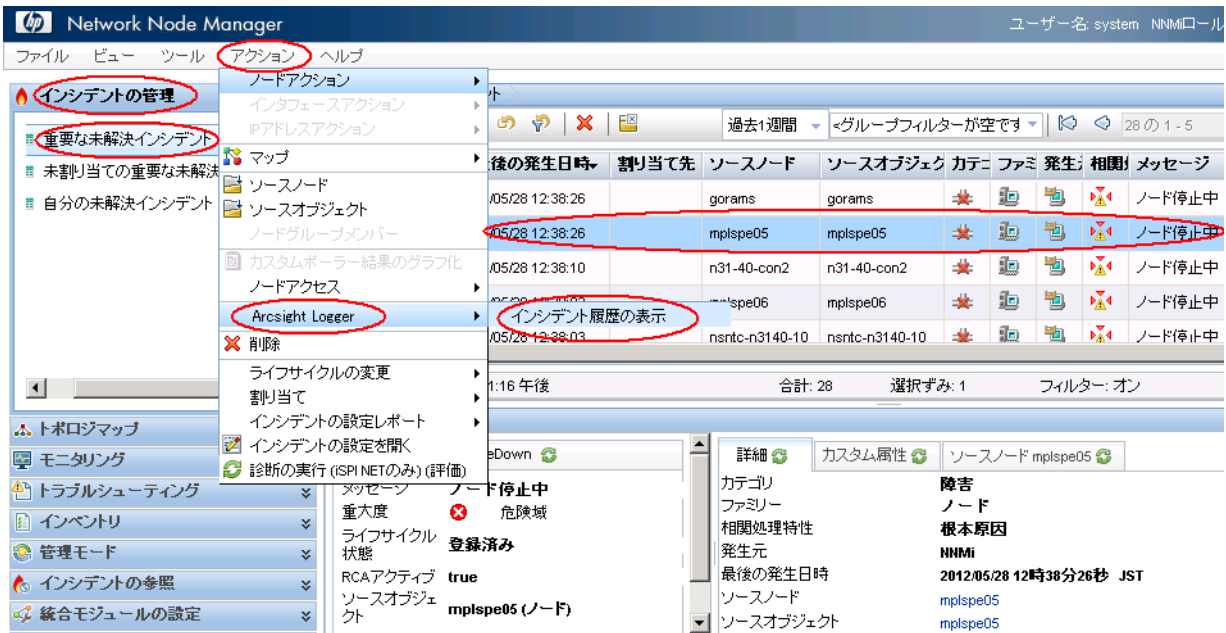 hp Network Node Manager
ユーザー名: system NNMiロール
ファイル ビュー ツール アクション ヘルプ
インシデントの管理
重要な未解決インシデント
未割り当ての重要な未解決
自分の未解決インシデント
ノードアクション
インタフェースアクション
IPアドレスアクション
マップ
ソースノード
ソースオブジェクト
ノードグループメンバー
カスタムポーラー結果のグラフ化
ノードアクセス
Arcsight Logger
インシデント履歴の表示
削除
ライフサイクルの変更
割り当て
インシデントの設定レポート
インシデントの設定を開く
診断の実行 (iSPI NETのみ) (評価)
過去1週間 <グループフィルターが空です 28 の 1 - 5
後の発生日時 割り当て先 ソースノード ソースオブジェク カテゴ ファミ 発生 相関 メッセージ
/05/28 12:38:26 gorams gorams ノード停止中
/05/28 12:38:26 mplspe05 mplspe05 ノード停止中
/05/28 12:38:10 n31-40-con2 n31-40-con2 ノード停止中
mplspe06 ノード停止中
/05/28 12:38:03 nsntc-n3140-10 nsntc-n3140-10 ノード停止中
1:16 午後 合計: 28 選択ずみ: 1 フィルター: オン
トポロジマップ
モニタリング
トラブルシューティング
インベントリ
管理モード
インシデントの参照
統合モジュールの設定
eDown
メッセージ ノード停止中
重大度 危険域
ライフサイクル状態 登録済み
RCAアクティブ true
ソースオブジェクト mplspe05 (ノード)
詳細 カスタム属性 ソースノード mplspe05
カテゴリ 障害
ファミリー ノード
相関処理特性 根本原因
発生元 NNMi
最後の発生日時 2012/05/28 12時38分26秒 JST
ソースノード mplspe05
ソースオブジェクト mplspe05